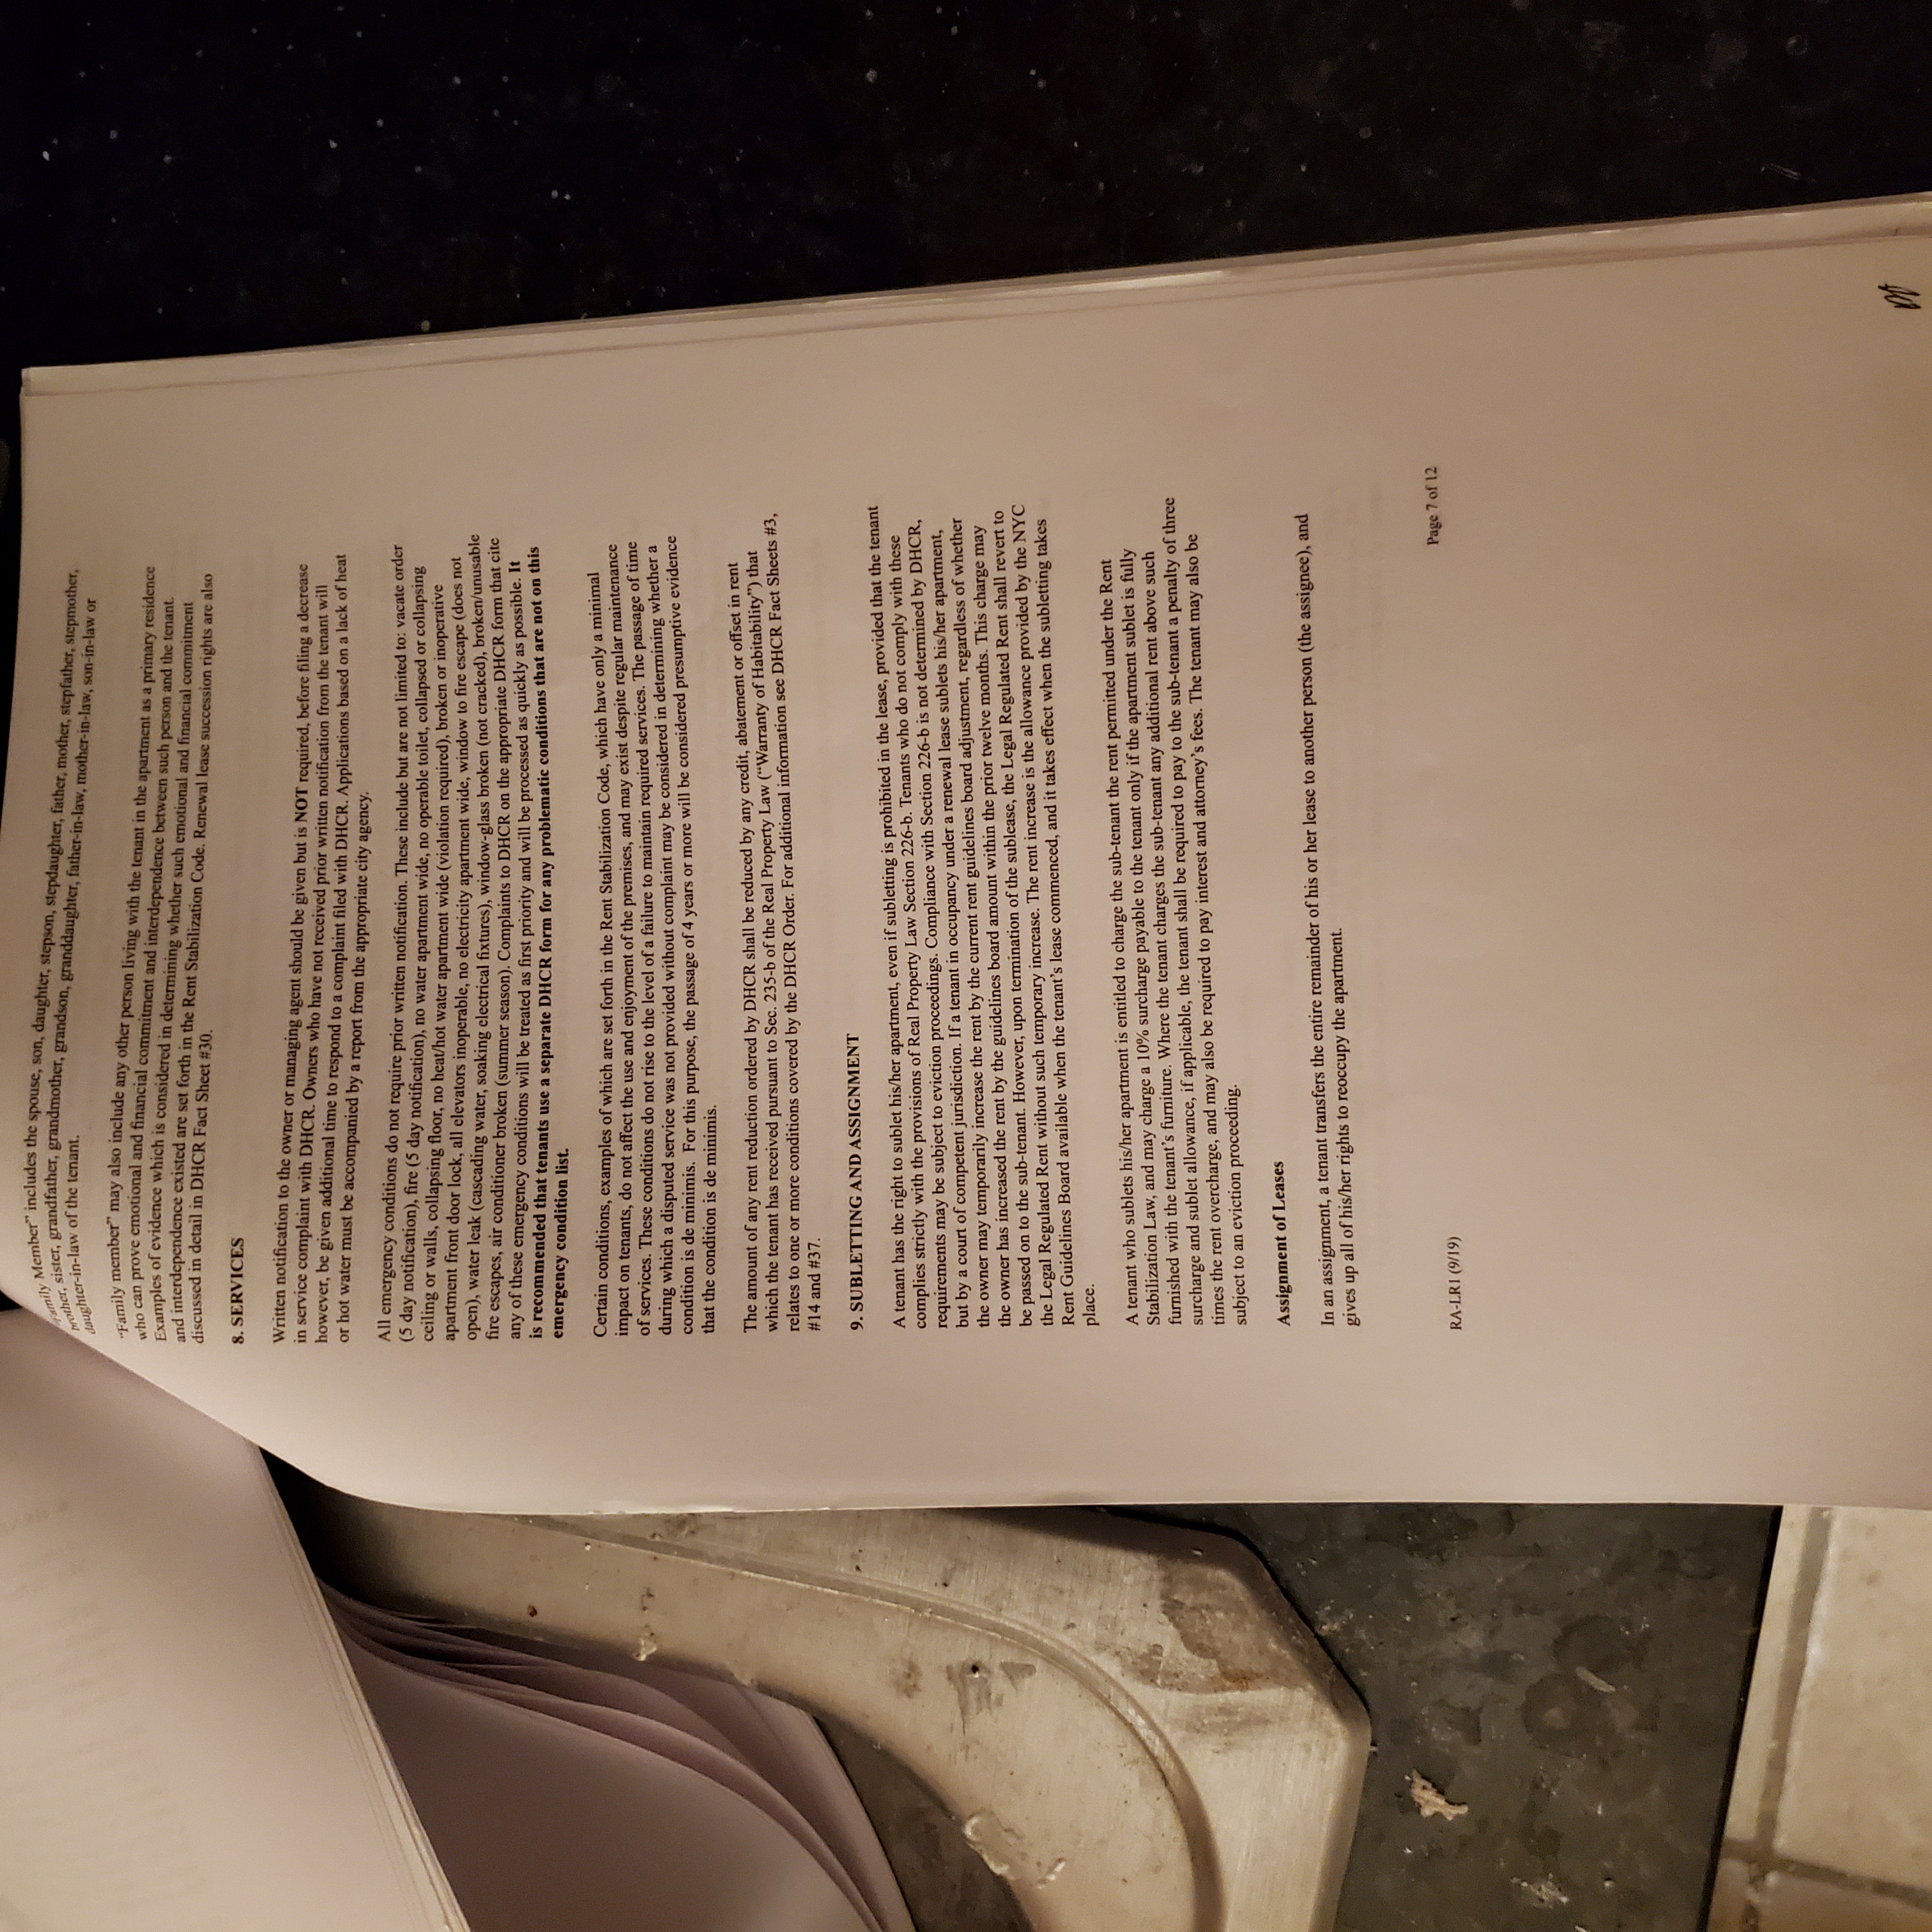 "Family Member" includes the spouse, son, daughter, stepson, stepdaughter, father, mother, stepfather, stepmother,
brother, sister, grandfather, grandmother, grandson, granddaughter, father-in-law, mother-in-law, son-in-law or
daughter-in-law of the tenant.
"Family member" may also include any other person living with the tenant in the apartment as a primary residence
who can prove emotional and financial commitment and interdependence between such person and the tenant.
Examples of evidence which is considered in determining whether such emotional and financial commitment
and interdependence existed are set forth in the Rent Stabilization Code. Renewal lease succession rights are also
discussed in detail in DHCR Fact Sheet #30.
8. SERVICES
Written notification to the owner or managing agent should be given but is NOT required, before filing a decrease
in service complaint with DHCR. Owners who have not received prior written notification from the tenant will
however, be given additional time to respond to a complaint filed with DHCR. Applications based on a lack of heat
or hot water must be accompanied by a report from the appropriate city agency.
All emergency conditions do not require prior written notification. These include but are not limited to: vacate order
(5 day notification), fire (5 day notification), no water apartment wide, no operable toilet, collapsed or collapsing
ceiling or walls, collapsing floor, no heat/hot water apartment wide (violation required), broken or inoperative
apartment front door lock, all elevators inoperable, no electricity apartment wide, window to fire escape (does not
open), water leak (cascading water, soaking electrical fixtures), window-glass broken (not cracked), broken/unusable
fire escapes, air conditioner broken (summer season). Complaints to DHCR on the appropriate DHCR form that cite
any of these emergency conditions will be treated as first priority and will be processed as quickly as possible. It
is recommended that tenants use a separate DHCR form for any problematic conditions that are not on this
emergency condition list.
Certain conditions, examples of which are set forth in the Rent Stabilization Code, which have only a minimal
impact on tenants, do not affect the use and enjoyment of the premises, and may exist despite regular maintenance
of services. These conditions do not rise to the level of a failure to maintain required services. The passage of time
during which a disputed service was not provided without complaint may be considered in determining whether a
condition is de minimis. For this purpose, the passage of 4 years or more will be considered presumptive evidence
that the condition is de minimis.
The amount of any rent reduction ordered by DHCR shall be reduced by any credit, abatement or offset in rent
which the tenant has received pursuant to Sec. 235-b of the Real Property Law ("Warranty of Habitability") that
relates to one or more conditions covered by the DHCR Order. For additional information see DHCR Fact Sheets #3,
#14 and #37.
9. SUBLETTING AND ASSIGNMENT
A tenant has the right to sublet his/her apartment, even if subletting is prohibited in the lease, provided that the tenant
complies strictly with the provisions of Real Property Law Section 226-b. Tenants who do not comply with these
requirements may be subject to eviction proceedings. Compliance with Section 226-b is not determined by DHCR,
but by a court of competent jurisdiction. If a tenant in occupancy under a renewal lease sublets his/her apartment,
the owner may temporarily increase the rent by the current rent guidelines board adjustment, regardless of whether
the owner has increased the rent by the guidelines board amount within the prior twelve months. This charge may
be passed on to the sub-tenant. However, upon termination of the sublease, the Legal Regulated Rent shall revert to
the Legal Regulated Rent without such temporary increase. The rent increase is the allowance provided by the NYC
Rent Guidelines Board available when the tenant's lease commenced, and it takes effect when the subletting takes
place.
A tenant who sublets his/her apartment is entitled to charge the sub-tenant the rent permitted under the Rent
Stabilization Law, and may charge a 10% surcharge payable to the tenant only if the apartment sublet is fully
furnished with the tenant's furniture. Where the tenant charges the sub-tenant any additional rent above such
surcharge and sublet allowance, if applicable, the tenant shall be required to pay to the sub-tenant a penalty of three
times the rent overcharge, and may also be required to pay interest and attorney's fees. The tenant may also be
subject to an eviction proceeding.
Assignment of Leases
In an assignment, a tenant transfers the entire remainder of his or her lease to another person (the assignee), and
gives up all of his/her rights to reoccupy the apartment.
Page 7 of 12
RA-LR1 (9/19)